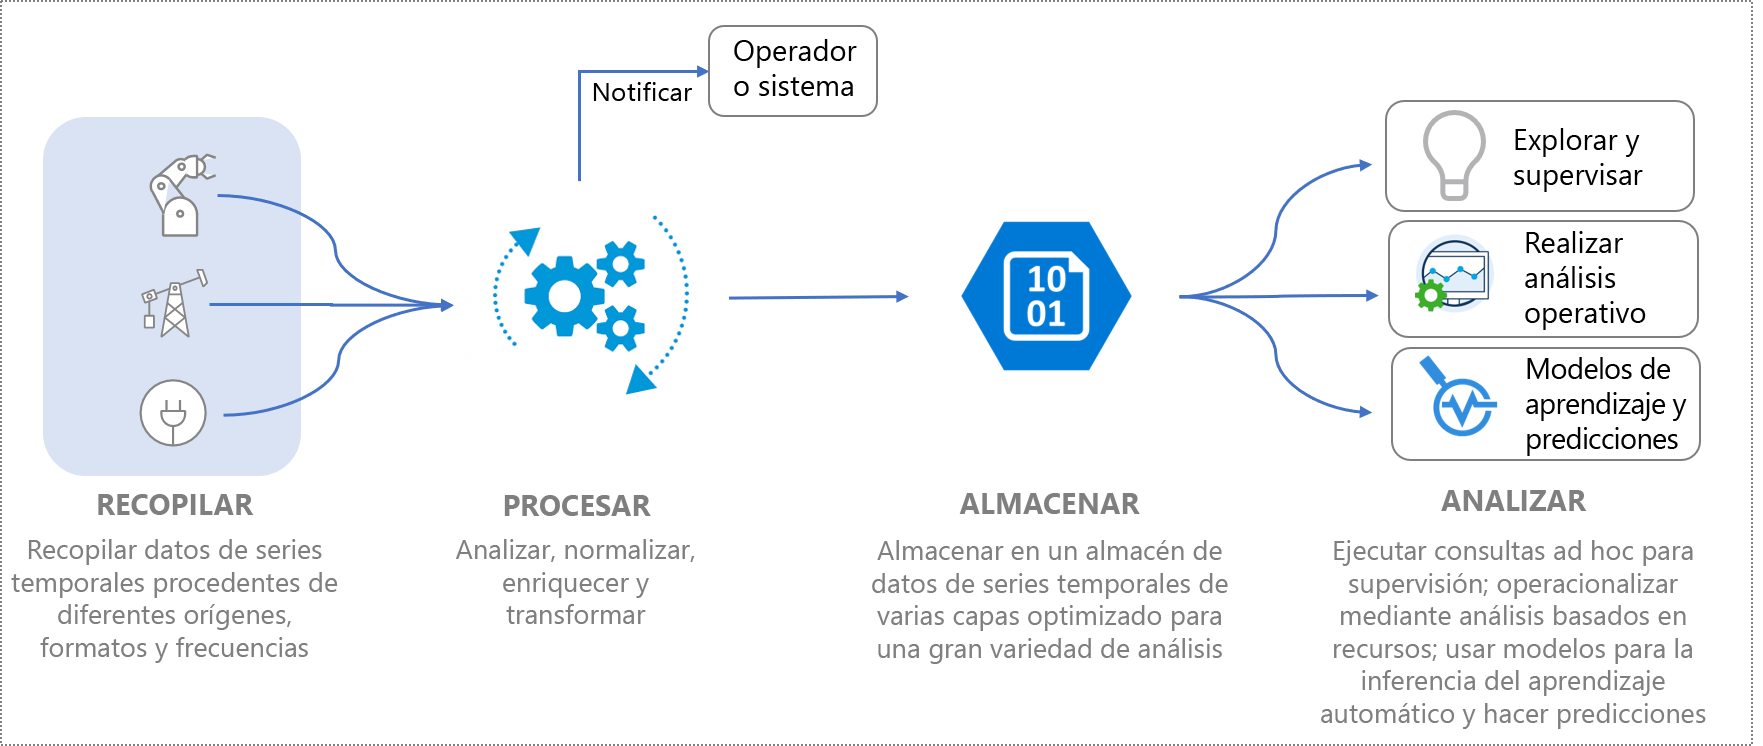 Operador
o sistema
Notificar
Explorar y
supervisar
Realizar
análisis
operativo
Modelos de
aprendizaje y
predicciones
10
01
RECOPILAR
Recopilar datos de series
temporales procedentes de
diferentes orígenes,
formatos y frecuencias
PROCESAR
Analizar, normalizar,
enriquecer y
transformar
ALMACENAR
Almacenar en un almacén de
datos de series temporales de
varias capas optimizado para
una gran variedad de análisis
ANALIZAR
Ejecutar consultas ad hoc para
supervisión; operacionalizar
mediante análisis basados en
recursos; usar modelos para la
inferencia del aprendizaje
automático y hacer predicciones